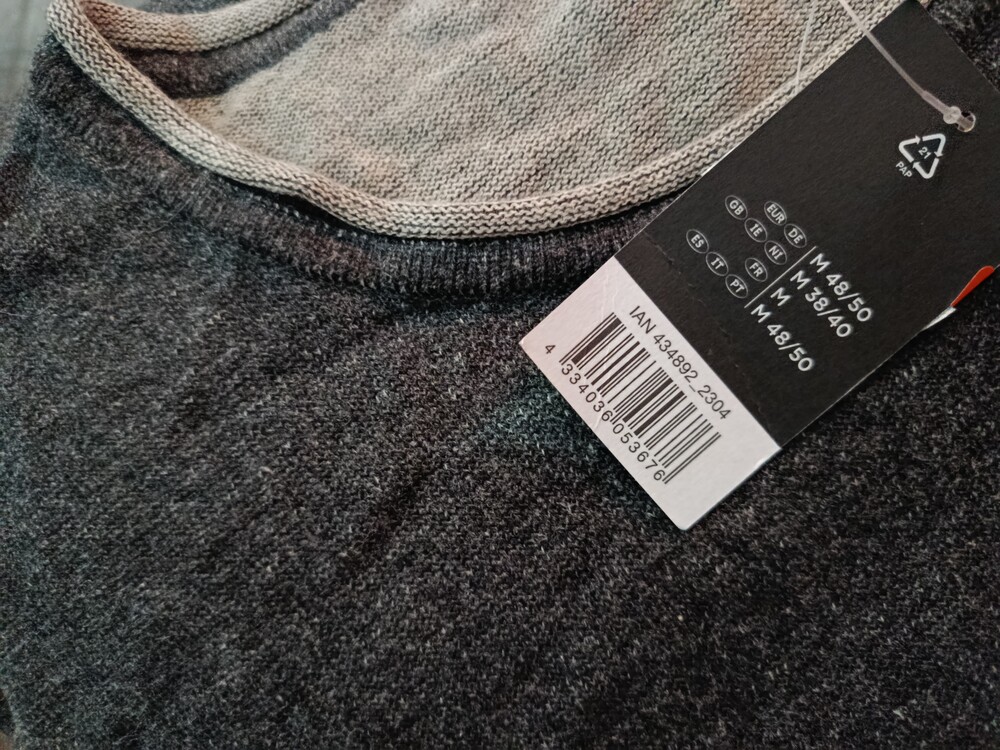 21
PAP
EUR DE M 48/50
GB IE NI M 38/40
FR M
ES IT PT M 48/50
IAN 434892_2304
4 334036 053676